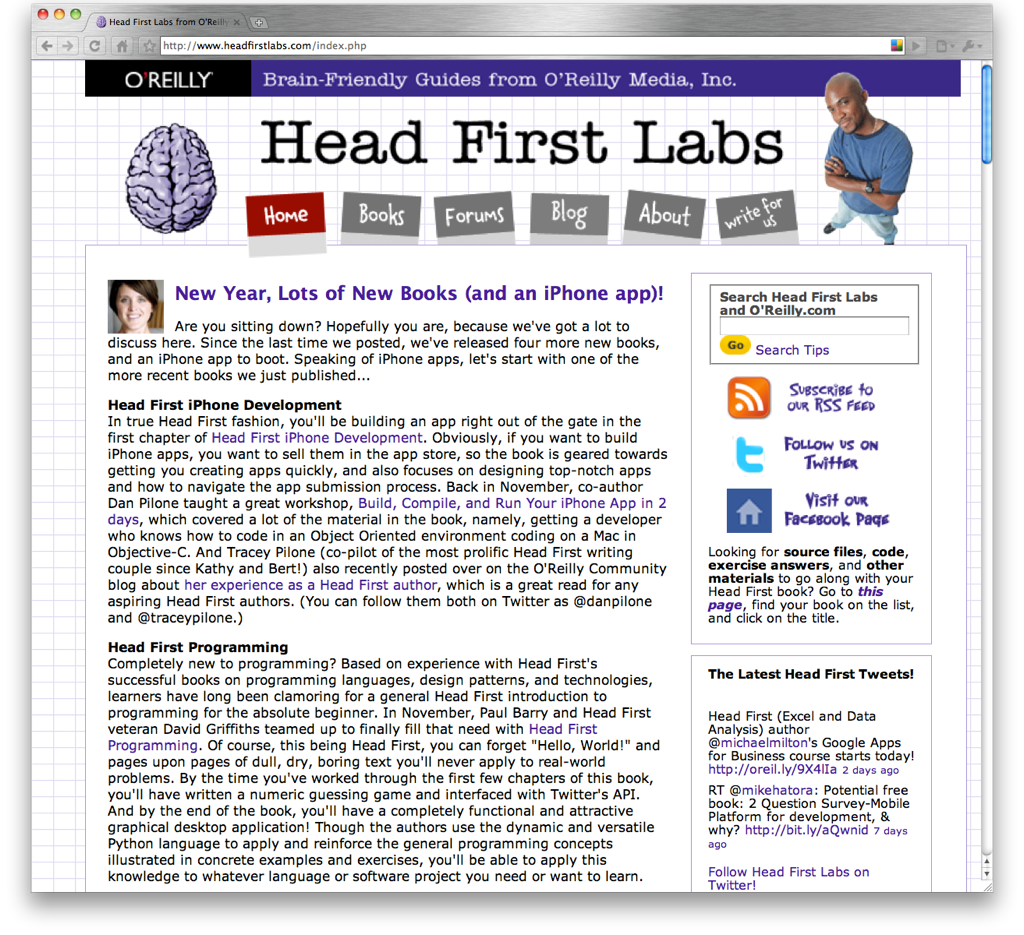 Head First Labs from O'Reilly
http://www.headfirstlabs.com/index.php
O'REILLY
Brain-Friendly Guides from O'Reilly Media, Inc.
Head First Labs
Home
Books
Forums
Blog
About
write for
us
New Year, Lots of New Books (and an iPhone app)!
Are you sitting down? Hopefully you are, because we've got a lot to
discuss here. Since the last time we posted, we've released four more new books,
and an iPhone app to boot. Speaking of iPhone apps, let's start with one of the
more recent books we just published...
Head First iPhone Development
In true Head First fashion, you'll be building an app right out of the gate in the
first chapter of Head First iPhone Development. Obviously, if you want to build
iPhone apps, you want to sell them in the app store, so the book is geared towards
getting you creating apps quickly, and also focuses on designing top-notch apps
and how to navigate the app submission process. Back in November, co-author
Dan Pilone taught a great workshop, Build, Compile, and Run Your iPhone App in 2
days, which covered a lot of the material in the book, namely, getting a developer
who knows how to code in an Object Oriented environment coding on a Mac in
Objective-C. And Tracey Pilone (co-pilot of the most prolific Head First writing
couple since Kathy and Bert!) also recently posted over on the O'Reilly Community
blog about her experience as a Head First author, which is a great read for any
aspiring Head First authors. (You can follow them both on Twitter as @danpilone
and @traceypilone.)
Head First Programming
Completely new to programming? Based on experience with Head First's
successful books on programming languages, design patterns, and technologies,
learners have long been clamoring for a general Head First introduction to
programming for the absolute beginner. In November, Paul Barry and Head First
veteran David Griffiths teamed up to finally fill that need with Head First
Programming. Of course, this being Head First, you can forget "Hello, World!" and
pages upon pages of dull, dry, boring text you'll never apply to real-world
problems. By the time you've worked through the first few chapters of this book,
you'll have written a numeric guessing game and interfaced with Twitter's API.
And by the end of the book, you'll have a completely functional and attractive
graphical desktop application! Though the authors use the dynamic and versatile
Python language to apply and reinforce the general programming concepts
illustrated in concrete examples and exercises, you'll be able to apply this
knowledge to whatever language or software project you need or want to learn.
Search Head First Labs
and O'Reilly.com
Go Search Tips
Subscribe to
our RSS feed
Follow us on
Twitter
Visit our
Facebook Page
Looking for source files, code,
exercise answers, and other
materials to go along with your
Head First book? Go to this
page, find your book on the list,
and click on the title.
The Latest Head First Tweets!
Head First (Excel and Data
Analysis) author
@michaelmilton's Google Apps
for Business course starts today!
http://oreil.ly/9X4lIa 2 days ago
RT @mikehatora: Potential free
book: 2 Question Survey-Mobile
Platform for development, &
why? http://bit.ly/aQwnid 7 days
ago
Follow Head First Labs on
Twitter!